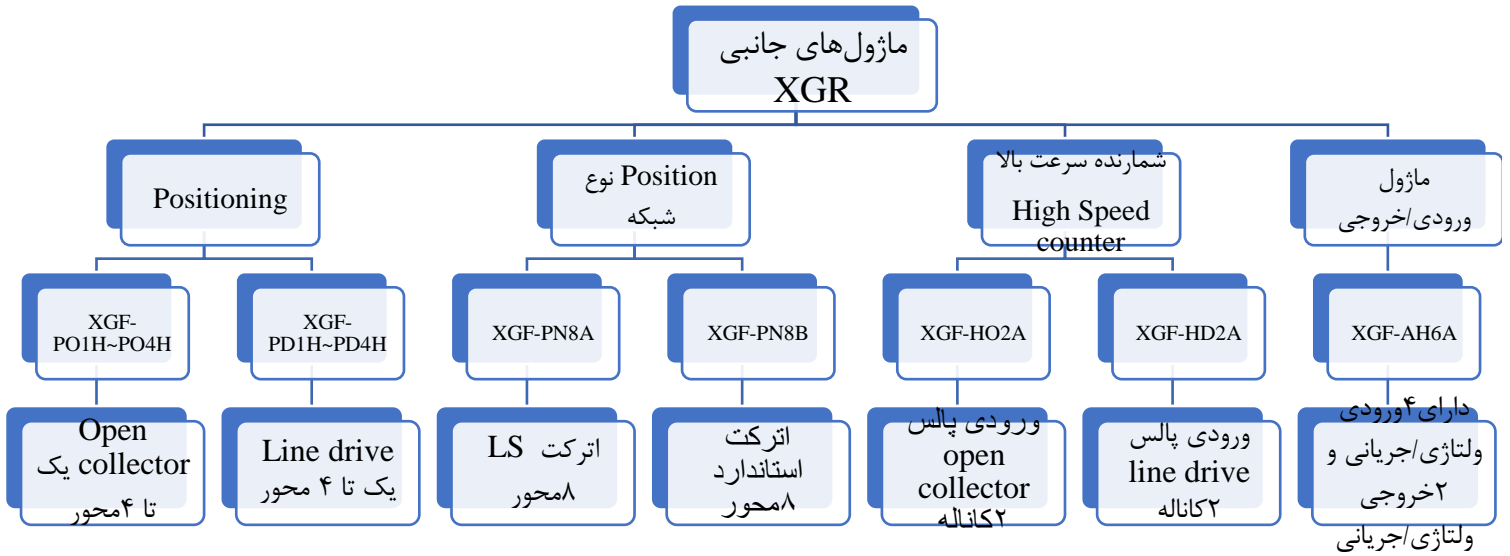 ماژول‌های جانبی
XGR
Positioning
Position نوع
شبکه
شمارنده سرعت بالا
High Speed
counter
ماژول
ورودی/خروجی
XGF-
PO1H~PO4H
XGF-
PD1H~PD4H
XGF-PN8A
XGF-PN8B
XGF-HO2A
XGF-HD2A
XGF-AH6A
Open
collector یک
تا ۴محور
Line drive
یک تا ۴ محور
اترکت LS
۸محور
اترکت
استاندارد
۸محور
ورودی پالس
open
collector
۲کاناله
ورودی پالس
line drive
۲کاناله
دارای۴ورودی
ولتاژی/جریانی و
۲خروجی
ولتاژی/جریانی